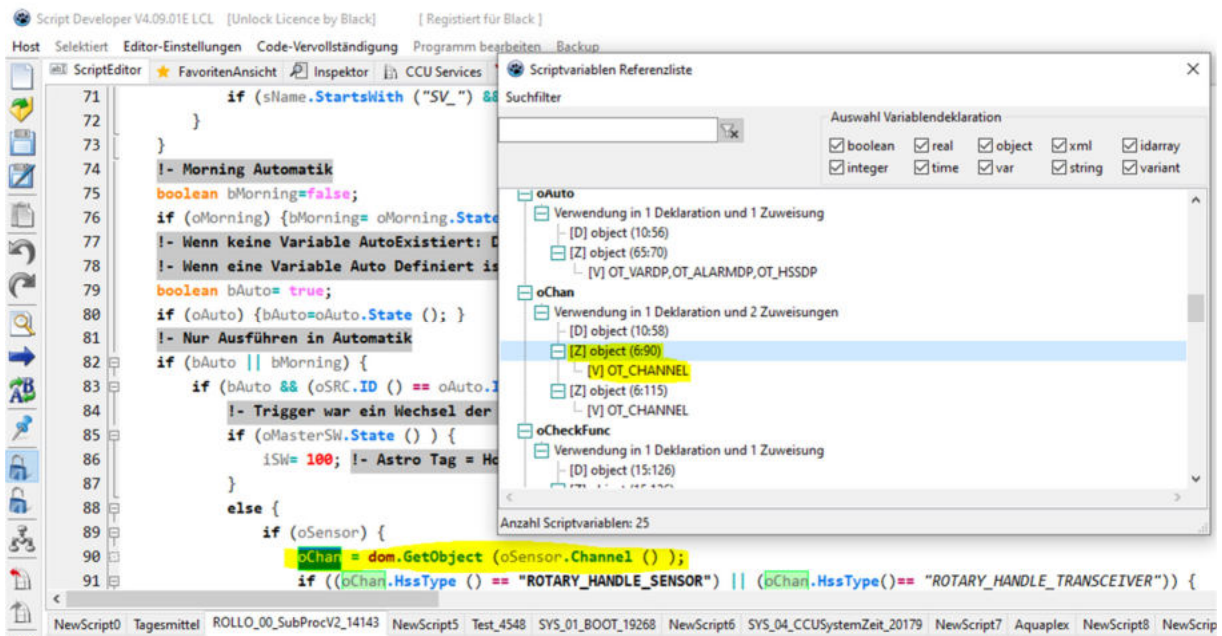 Script Developer V4.09.01E LCL [Unlock Licence by Black] [ Registiert für Black ]
Host Selektiert Editor-Einstellungen Code-Vervollständigung Programm bearbeiten Backup
ScriptEditor FavoritenAnsicht Inspektor CCU Services
71 if (sName.StartsWith ("SV_") &&
72 }
73 }
74 !- Morning Automatik
75 boolean bMorning=false;
76 if (oMorning) {bMorning= oMorning.State
77 !- Wenn keine Variable AutoExistiert: D
78 !- Wenn eine Variable Auto Definiert is
79 boolean bAuto= true;
80 if (oAuto) {bAuto=oAuto.State (); }
81 !- Nur Ausführen in Automatik
82 if (bAuto || bMorning) {
83 if (bAuto && (oSRC.ID () == oAuto.I
84 !- Trigger war ein Wechsel der
85 if (oMasterSW.State () ) {
86 iSW= 100; !- Astro Tag = Ho
87 }
88 else {
89 if (oSensor) {
90 oChan = dom.GetObject (oSensor.Channel () );
91 if ((oChan.HssType () == "ROTARY_HANDLE_SENSOR") || (oChan.HssType()== "ROTARY_HANDLE_TRANSCEIVER")) {
Scriptvariablen Referenzliste
Suchfilter
Auswahl Variablendeklaration
boolean real object xml idarray
integer time var string variant
oAuto
Verwendung in 1 Deklaration und 1 Zuweisung
[D] object (10:56)
[Z] object (65:70)
[V] OT_VARDP,OT_ALARMDP,OT_HSSDP
oChan
Verwendung in 1 Deklaration und 2 Zuweisungen
[D] object (10:58)
[Z] object (6:90)
[V] OT_CHANNEL
[Z] object (6:115)
[V] OT_CHANNEL
oCheckFunc
Verwendung in 1 Deklaration und 1 Zuweisung
[D] object (15:126)
Anzahl Scriptvariablen: 25
NewScript0 Tagesmittel ROLLO_00_SubProcV2_14143 NewScript5 Test_4548 SYS_01_BOOT_19268 NewScript6 SYS_04_CCUSystemZeit_20179 NewScript7 Aquaplex NewScript8 NewScrip